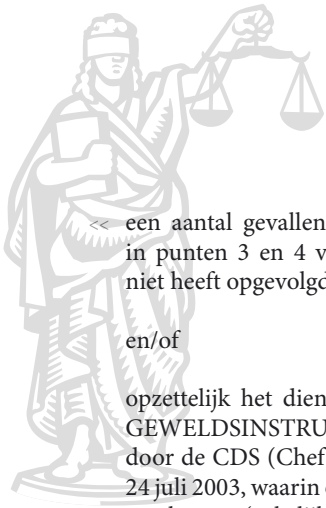 << een aantal gevallen
in punten 3 en 4 v
niet heeft opgevolgd
en/of
opzettelijk het dien
GEWELDSINSTRU
door de CDS (Chef
24 juli 2003, waarin